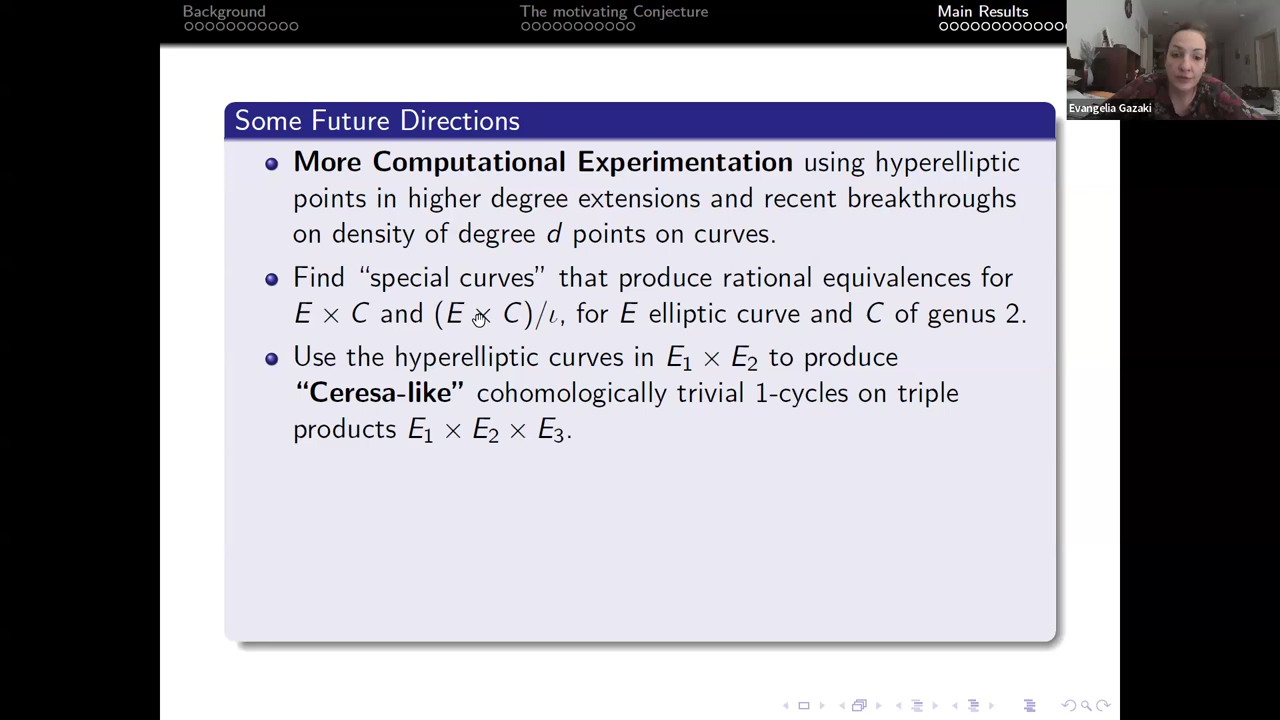 Background The motivating Conjecture Main Results
Evangelia Gazaki
Some Future Directions
More Computational Experimentation using hyperelliptic
points in higher degree extensions and recent breakthroughs
on density of degree d points on curves.
Find “special curves” that produce rational equivalences for
E × C and (E × C)/ι, for E elliptic curve and C of genus 2.
Use the hyperelliptic curves in E₁ × E₂ to produce
“Ceresa-like” cohomologically trivial 1-cycles on triple
products E₁ × E₂ × E₃.